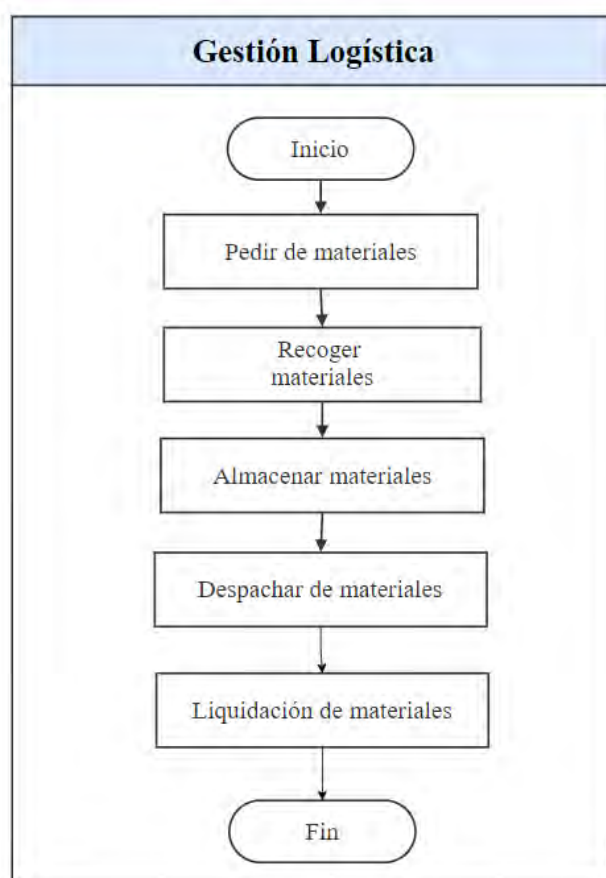 Gestión Logística
Inicio
Pedir de materiales
Recoger
materiales
Almacenar materiales
Despachar de materiales
Liquidación de materiales
Fin